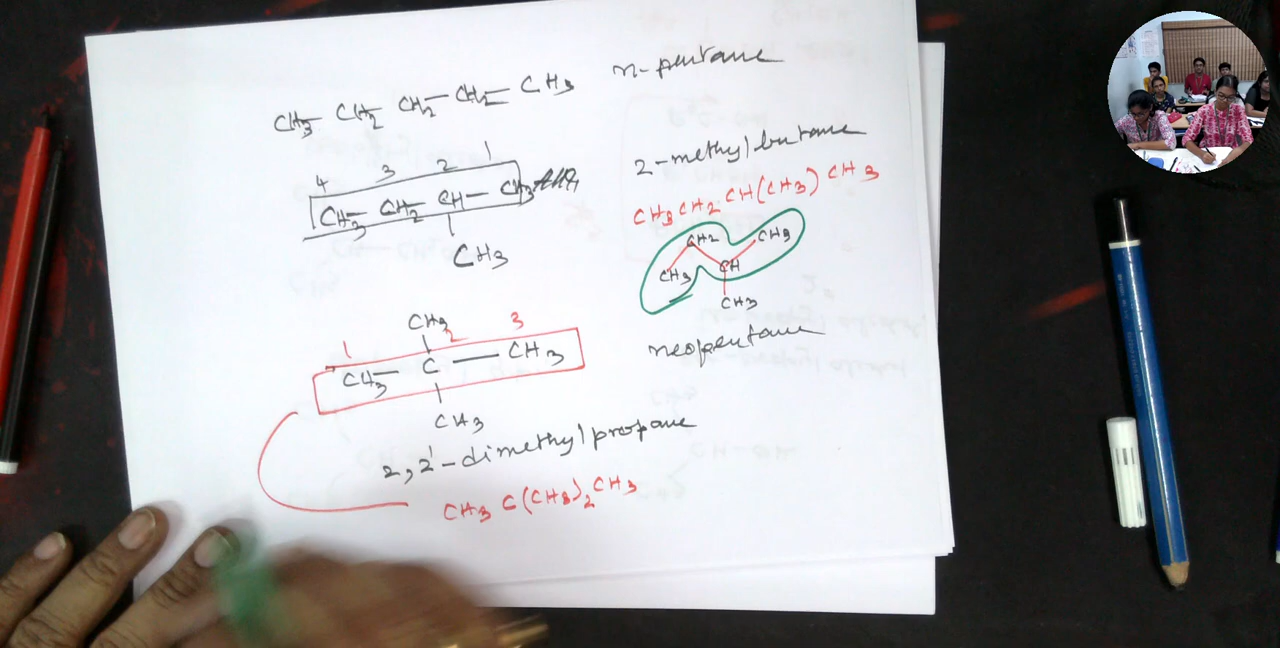 CH3 – CH2 – CH2 – CH2 – CH3
n-pentane
4 3 2 1
CH3 – CH2 – CH – CH3
CH3
2-methylbutane
CH3 CH2 CH(CH3) CH3
CH2 CH3
CH3 CH
CH3
neopentane
CH3
1 2 3
CH3 – C – CH3
CH3
2,2'-dimethylpropane
CH3 C(CH3)2CH3